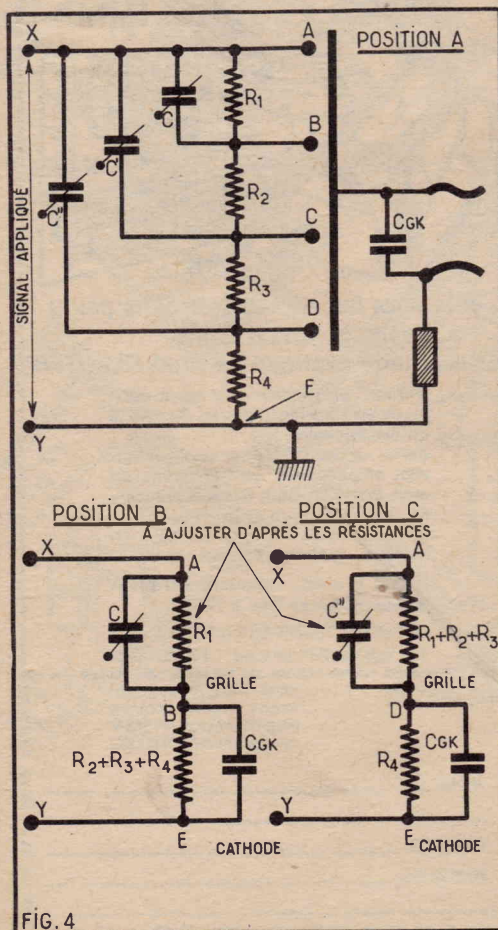 X
A
POSITION A
R1
C
B
C'
R2
C
C"
CGK
SIGNAL APPLIQUÉ
R3
D
R4
E
Y
POSITION B
POSITION C
A AJUSTER D'APRÈS LES RÉSISTANCES
X
A
C
R1
GRILLE
B
R2+R3+R4
CGK
Y
E
CATHODE
X
A
C"
R1+R2+R3
GRILLE
D
R4
CGK
Y
E
CATHODE
FIG. 4